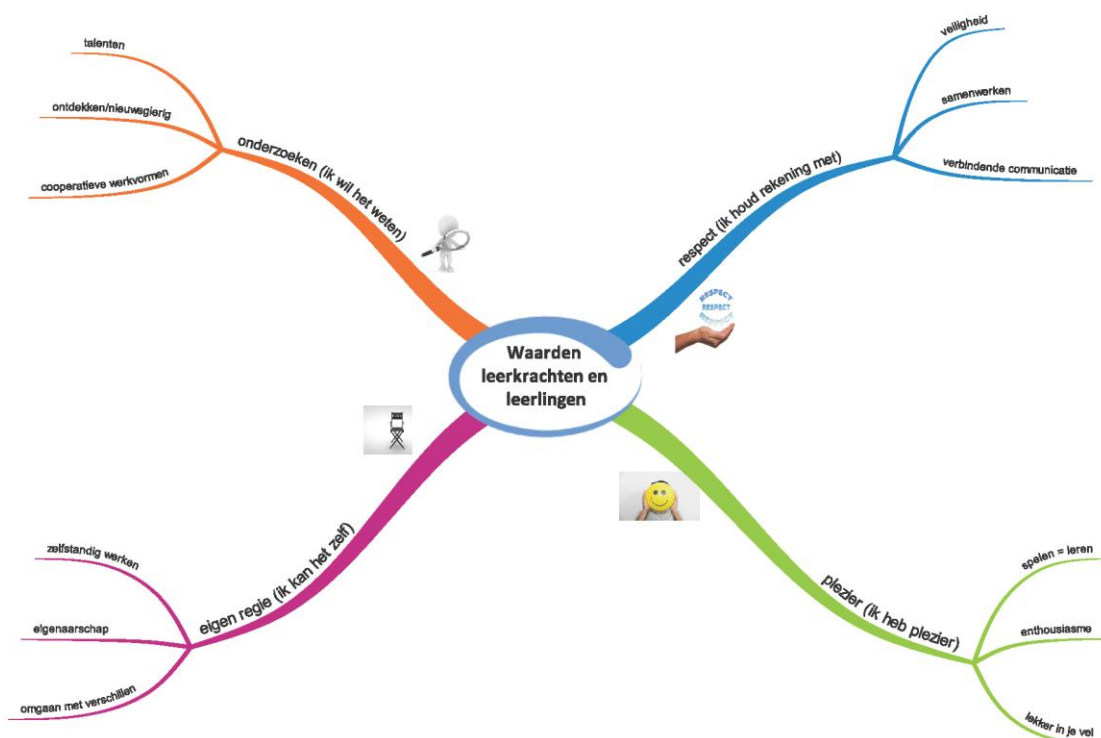 Waarden
leerkrachten en
leerlingen
onderzoeken (ik wil het weten)
talenten
ontdekken/nieuwsgierig
cooperatieve werkvormen
respect (ik houd rekening met)
veiligheid
samenwerken
verbindende communicatie
RESPECT
RESPECT
RESPECT
eigen regie (ik kan het zelf)
zelfstandig werken
eigenaarschap
omgaan met verschillen
plezier (ik heb plezier)
spelen = leren
enthousiasme
lekker in je vel